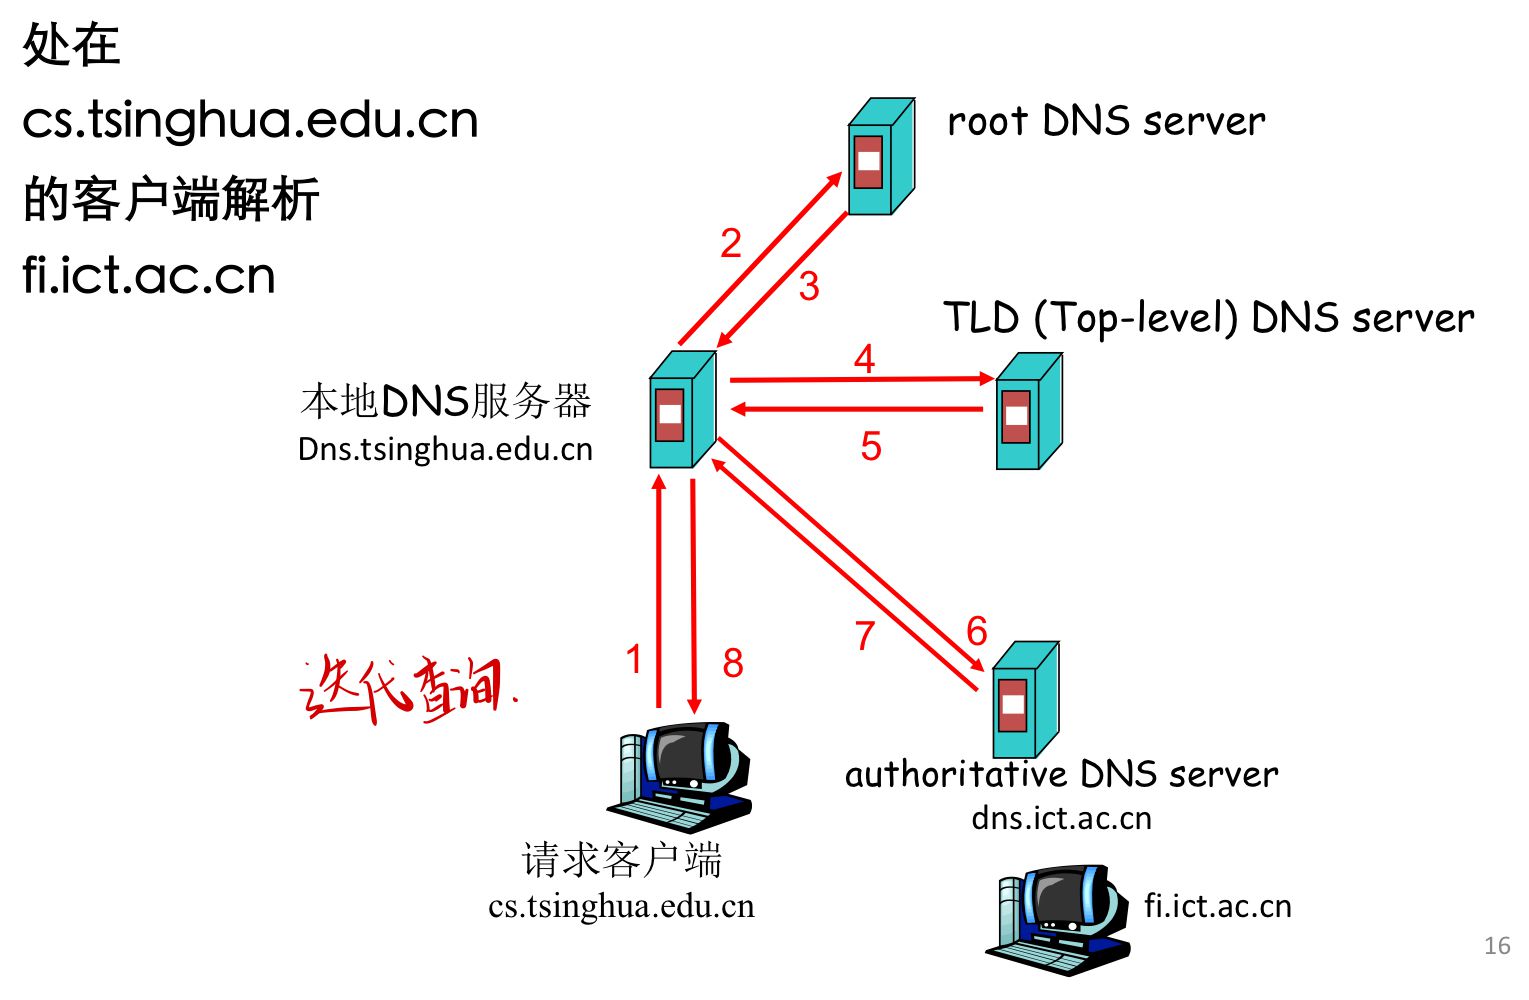 处在
cs.tsinghua.edu.cn
的客户端解析
fi.ict.ac.cn
root DNS server
2
3
TLD (Top-level) DNS server
4
本地DNS服务器
Dns.tsinghua.edu.cn
5
6
7
1
8
迭代查询.
authoritative DNS server
dns.ict.ac.cn
请求客户端
cs.tsinghua.edu.cn
fi.ict.ac.cn
16